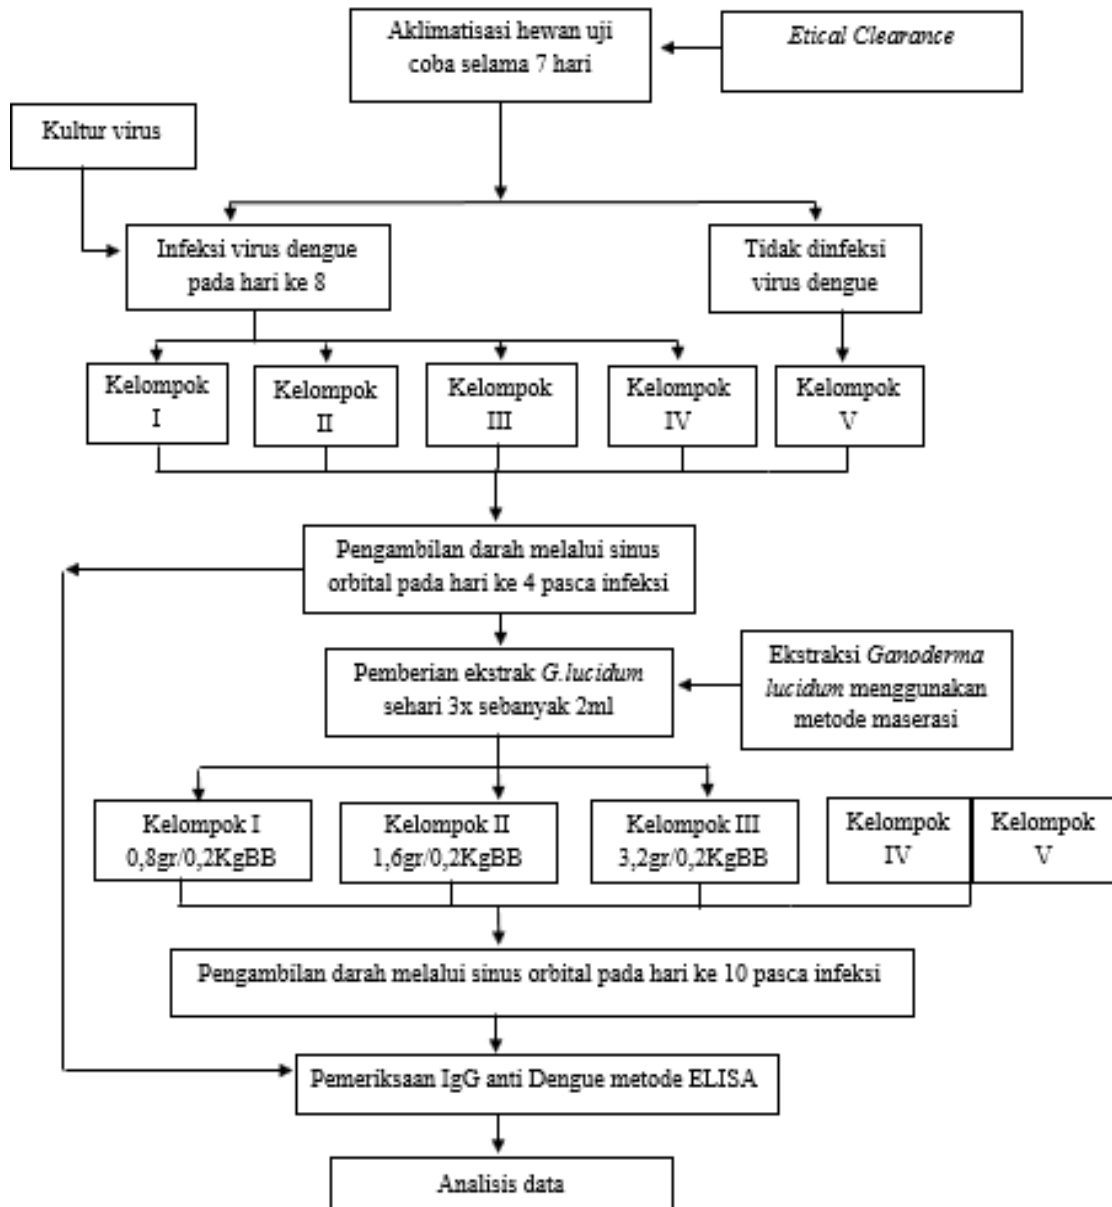 Aklimatisasi hewan uji
coba selama 7 hari
Etical Clearance
Kultur virus
Infeksi virus dengue
pada hari ke 8
Tidak dinfeksi
virus dengue
Kelompok
I
Kelompok
II
Kelompok
III
Kelompok
IV
Kelompok
V
Pengambilan darah melalui sinus
orbital pada hari ke 4 pasca infeksi
Pemberian ekstrak G.lucidum
sehari 3x sebanyak 2ml
Ekstraksi Ganoderma
lucidum menggunakan
metode maserasi
Kelompok I
0,8gr/0,2KgBB
Kelompok II
1,6gr/0,2KgBB
Kelompok III
3,2gr/0,2KgBB
Kelompok
IV
Kelompok
V
Pengambilan darah melalui sinus orbital pada hari ke 10 pasca infeksi
Pemeriksaan IgG anti Dengue metode ELISA
Analisis data